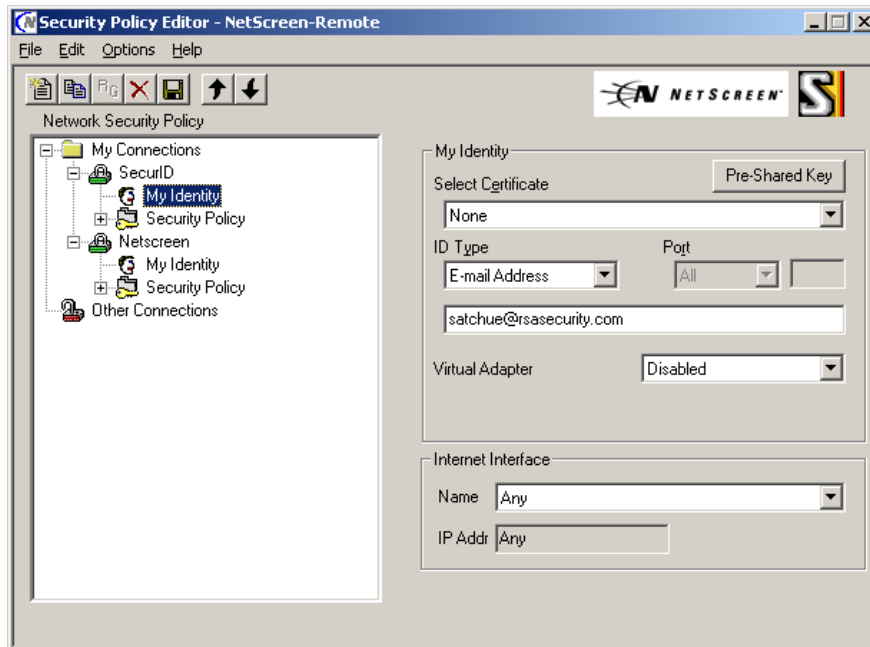 Security Policy Editor - NetScreen-Remote
File Edit Options Help
NETSCREEN
Network Security Policy
My Connections
SecurID
My Identity
Security Policy
Netscreen
My Identity
Security Policy
Other Connections
My Identity
Pre-Shared Key
Select Certificate
None
ID Type Port
E-mail Address All
satchue@rsasecurity.com
Virtual Adapter Disabled
Internet Interface
Name Any
IP Addr Any